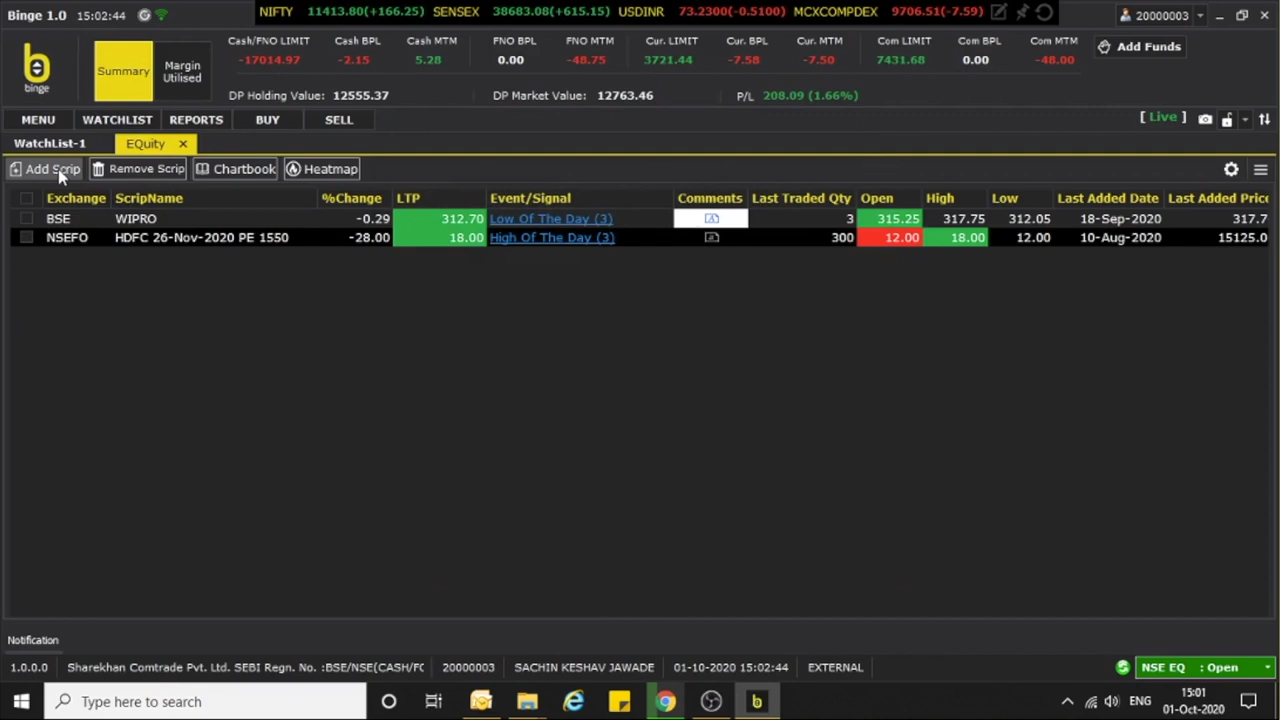 Binge 1.0 15:02:44 NIFTY 11413.80(+166.25) SENSEX 38683.08(+615.15) USDINR 73.2300(-0.5100) MCXCOMPDEX 9706.51(-7.59) 20000003
binge
Summary
Margin Utilised
Cash/FNO LIMIT Cash BPL Cash MTM FNO BPL FNO MTM Cur. LIMIT Cur. BPL Cur. MTM Com LIMIT Com BPL Com MTM
-17014.97 -2.15 5.28 0.00 -48.75 3721.44 -7.58 -7.50 7431.68 0.00 -48.00
Add Funds
DP Holding Value: 12555.37 DP Market Value: 12763.46 P/L 208.09 (1.66%)
MENU WATCHLIST REPORTS BUY SELL [ Live ]
WatchList-1 EQuity ×
Add Scrip Remove Scrip Chartbook Heatmap
Exchange ScripName %Change LTP Event/Signal Comments Last Traded Qty Open High Low Last Added Date Last Added Price
BSE WIPRO -0.29 312.70 Low Of The Day (3) 3 315.25 317.75 312.05 18-Sep-2020 317.7
NSEFO HDFC 26-Nov-2020 PE 1550 -28.00 18.00 High Of The Day (3) 300 12.00 18.00 12.00 10-Aug-2020 15125.0
Notification
1.0.0.0 Sharekhan Comtrade Pvt. Ltd. SEBI Regn. No. :BSE/NSE(CASH/FO 20000003 SACHIN KESHAV JAWADE 01-10-2020 15:02:44 EXTERNAL NSE EQ : Open
Type here to search ENG 15:01
01-Oct-2020